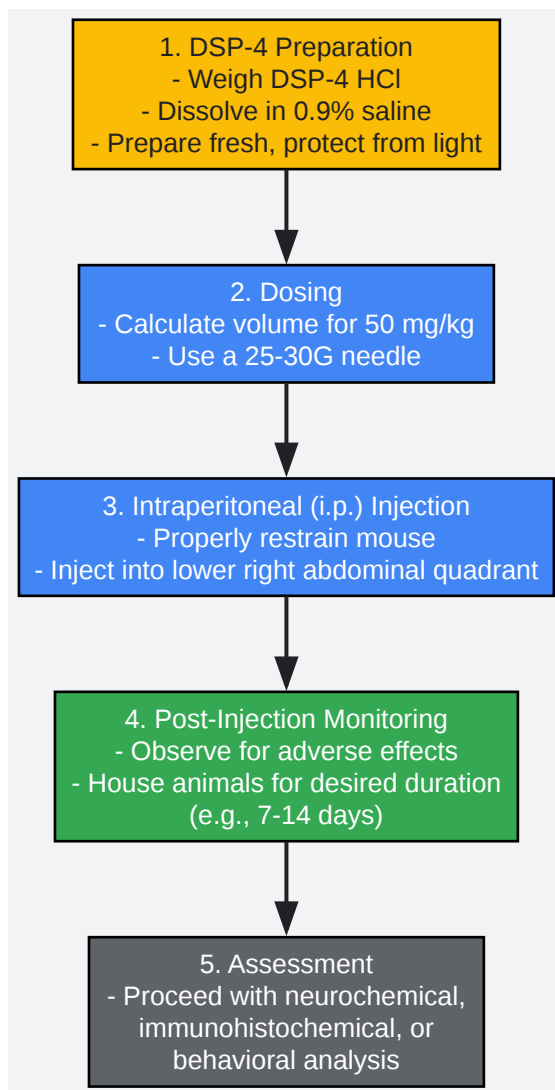 1. DSP-4 Preparation
- Weigh DSP-4 HCl
- Dissolve in 0.9% saline
- Prepare fresh, protect from light
2. Dosing
- Calculate volume for 50 mg/kg
- Use a 25-30G needle
3. Intraperitoneal (i.p.) Injection
- Properly restrain mouse
- Inject into lower right abdominal quadrant
4. Post-Injection Monitoring
- Observe for adverse effects
- House animals for desired duration
(e.g., 7-14 days)
5. Assessment
- Proceed with neurochemical,
immunohistochemical, or
behavioral analysis